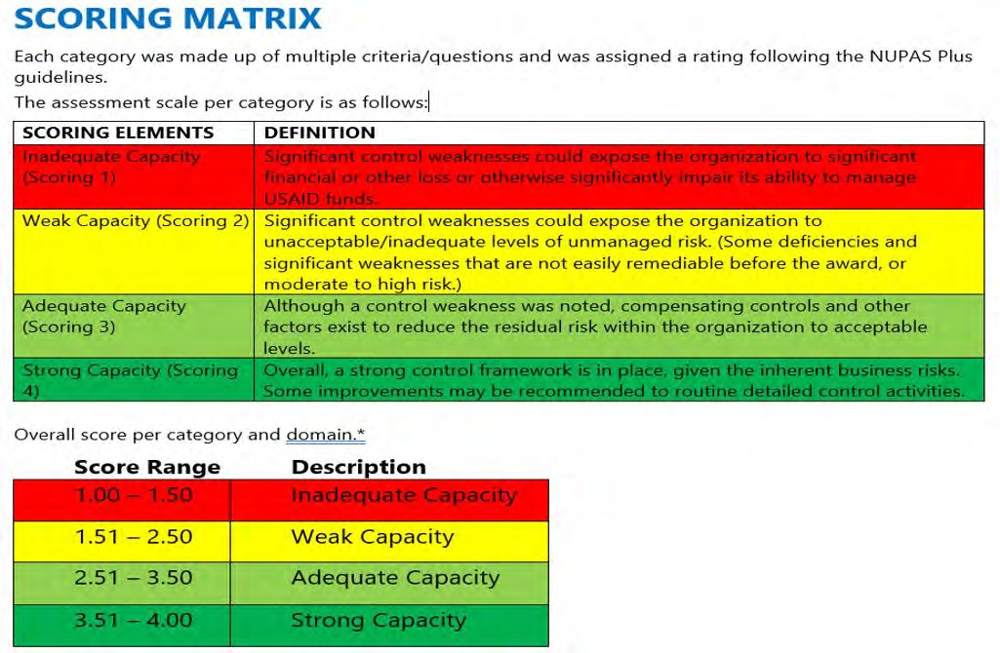 SCORING MATRIX
Each category was made up of multiple criteria/questions and was assigned a rating following the NUPAS Plus
guidelines.
The assessment scale per category is as follows:
SCORING ELEMENTS DEFINITION
Inadequate Capacity Significant control weaknesses could expose the organization to significant
(Scoring 1) financial or other loss or otherwise significantly impair its ability to manage
USAID funds.
Weak Capacity (Scoring 2) Significant control weaknesses could expose the organization to
unacceptable/inadequate levels of unmanaged risk. (Some deficiencies and
significant weaknesses that are not easily remediable before the award, or
moderate to high risk.)
Adequate Capacity Although a control weakness was noted, compensating controls and other
(Scoring 3) factors exist to reduce the residual risk within the organization to acceptable
levels.
Strong Capacity (Scoring Overall, a strong control framework is in place, given the inherent business risks.
4) Some improvements may be recommended to routine detailed control activities.
Overall score per category and domain.*
Score Range Description
1.00 – 1.50 Inadequate Capacity
1.51 – 2.50 Weak Capacity
2.51 – 3.50 Adequate Capacity
3.51 – 4.00 Strong Capacity